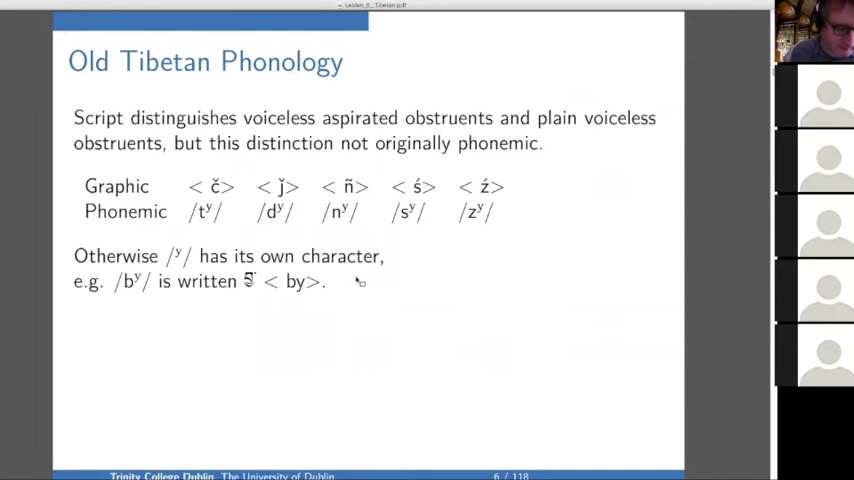 Leiden_II__Tibetan.pdf
Old Tibetan Phonology
Script distinguishes voiceless aspirated obstruents and plain voiceless
obstruents, but this distinction not originally phonemic.
Graphic < č> < ǰ> < ñ> < ś> < ź>
Phonemic /tʸ/ /dʸ/ /nʸ/ /sʸ/ /zʸ/
Otherwise /ʸ/ has its own character,
e.g. /bʸ/ is written < by>.
Trinity College Dublin, The University of Dublin 6 / 118